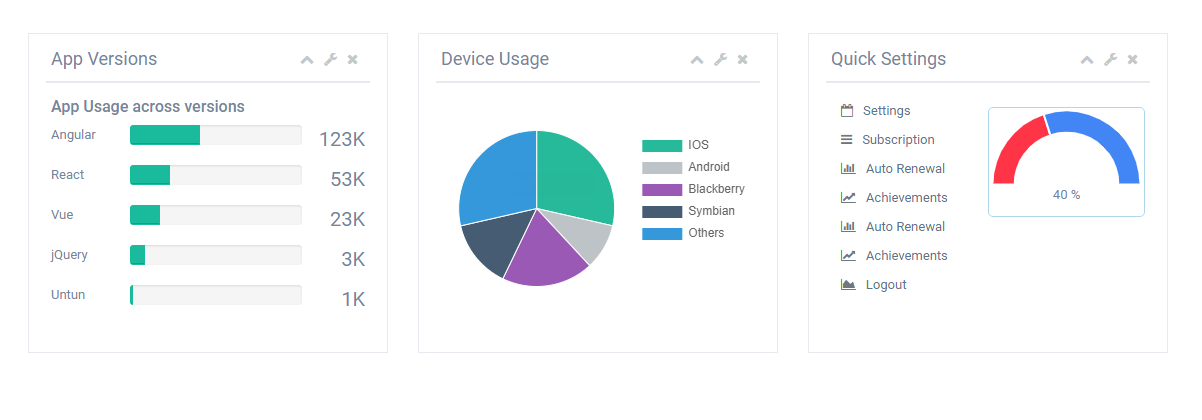 App Versions
App Usage across versions
Angular 123K
React 53K
Vue 23K
jQuery 3K
Untun 1K
Device Usage
IOS
Android
Blackberry
Symbian
Others
Quick Settings
Settings
Subscription
Auto Renewal
Achievements
Auto Renewal
Achievements
Logout
40 %